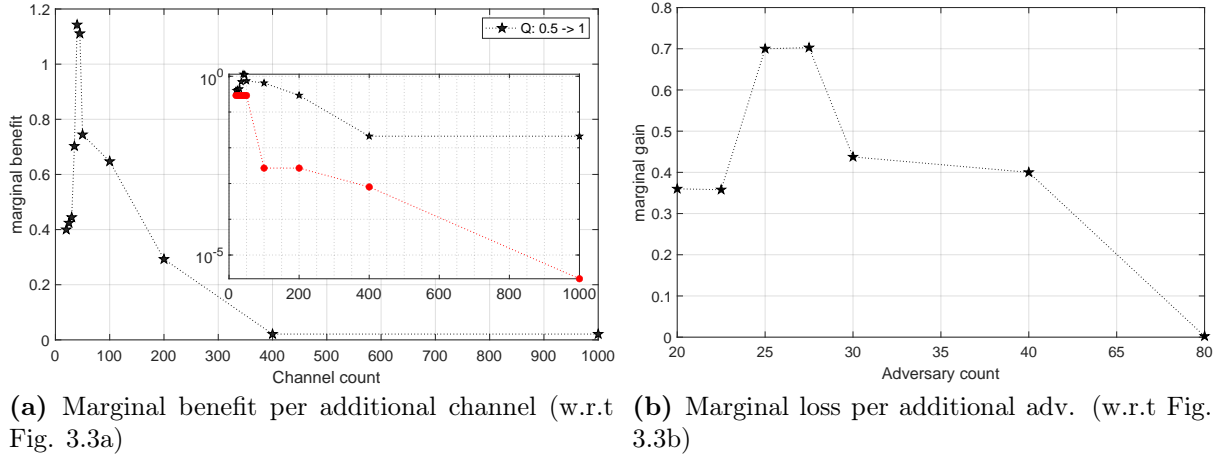 1.2
1
0.8
0.6
0.4
0.2
0
marginal benefit
Q: 0.5 -> 1
10^0
10^-5
0 200 400 600 800 1000
0 100 200 300 400 500 600 700 800 900 1000
Channel count
(a) Marginal benefit per additional channel (w.r.t
Fig. 3.3a)
0.8
0.7
0.6
0.5
0.4
0.3
0.2
0.1
0
marginal gain
20 25 30 35 40 65 80
Adversary count
(b) Marginal loss per additional adv. (w.r.t Fig.
3.3b)